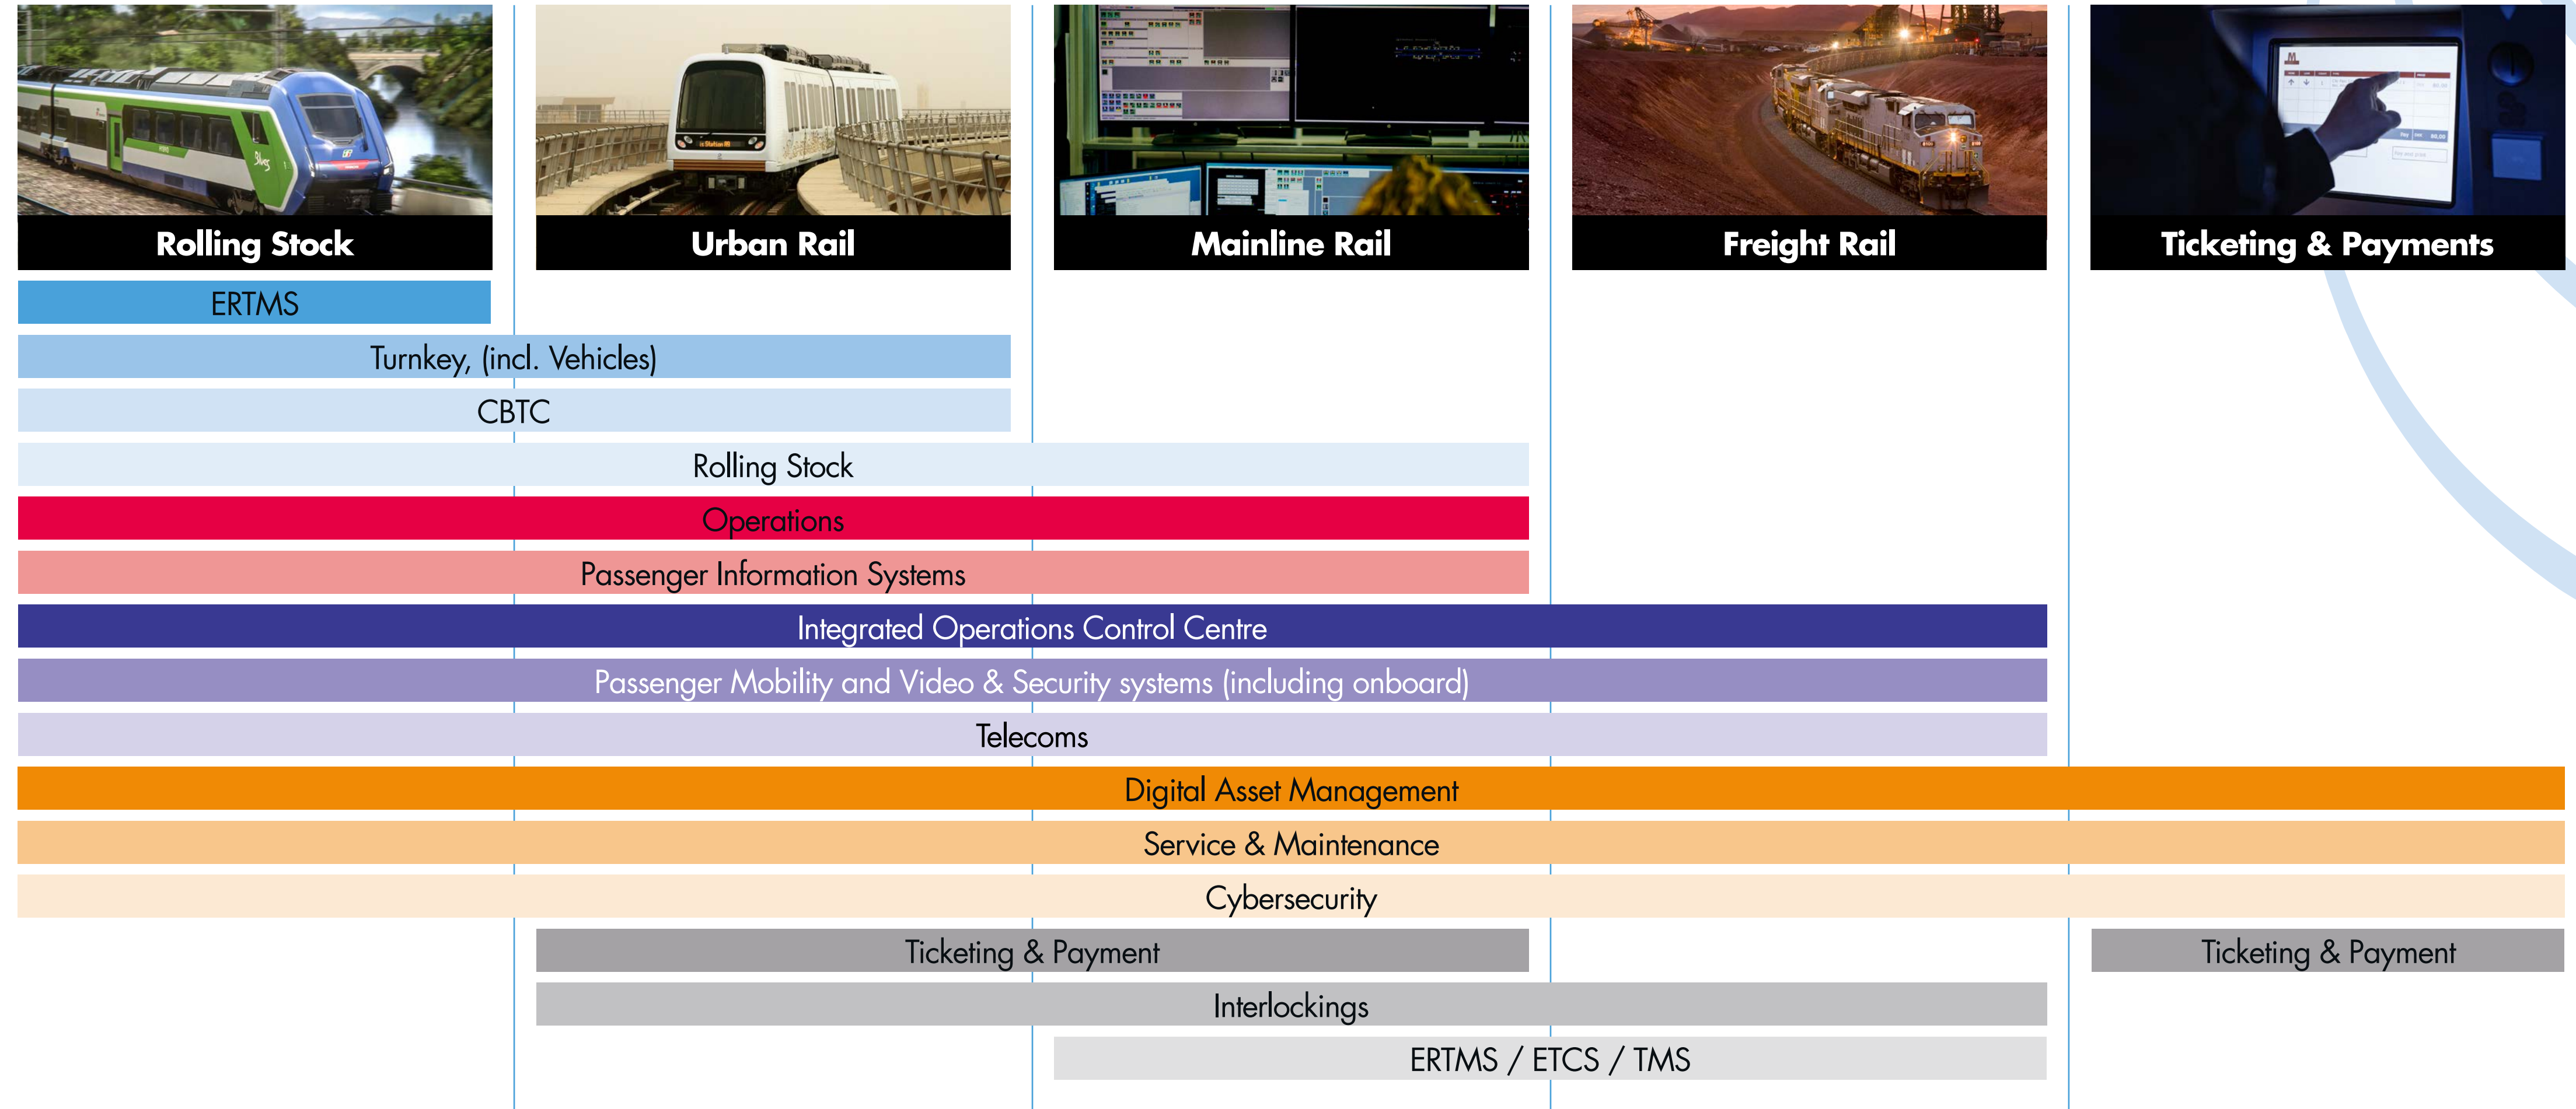 Rolling Stock
Urban Rail
Mainline Rail
Freight Rail
Ticketing & Payments
ERTMS
Turnkey, (incl. Vehicles)
CBTC
Rolling Stock
Operations
Passenger Information Systems
Integrated Operations Control Centre
Passenger Mobility and Video & Security systems (including onboard)
Telecoms
Digital Asset Management
Service & Maintenance
Cybersecurity
Ticketing & Payment
Ticketing & Payment
Interlockings
ERTMS / ETCS / TMS